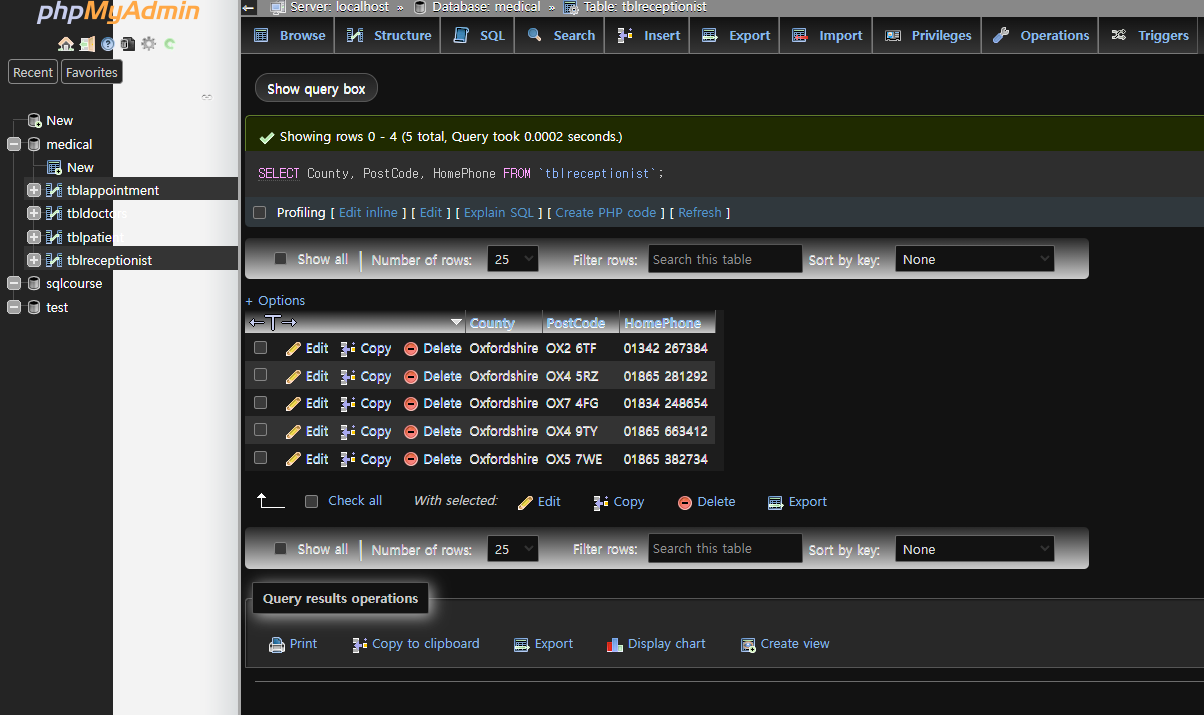 phpMyAdmin
Recent Favorites
New
medical
New
tblappointment
tbldoctors
tblpatient
tblreceptionist
sqlcourse
test
Server: localhost » Database: medical » Table: tblreceptionist
Browse Structure SQL Search Insert Export Import Privileges Operations Triggers
Show query box
Showing rows 0 - 4 (5 total, Query took 0.0002 seconds.)
SELECT County, PostCode, HomePhone FROM `tblreceptionist`;
Profiling [ Edit inline ] [ Edit ] [ Explain SQL ] [ Create PHP code ] [ Refresh ]
Show all | Number of rows: 25 Filter rows: Search this table Sort by key: None
+ Options
←T→ County PostCode HomePhone
Edit Copy Delete Oxfordshire OX2 6TF 01342 267384
Edit Copy Delete Oxfordshire OX4 5RZ 01865 281292
Edit Copy Delete Oxfordshire OX7 4FG 01834 248654
Edit Copy Delete Oxfordshire OX4 9TY 01865 663412
Edit Copy Delete Oxfordshire OX5 7WE 01865 382734
Check all With selected: Edit Copy Delete Export
Show all | Number of rows: 25 Filter rows: Search this table Sort by key: None
Query results operations
Print Copy to clipboard Export Display chart Create view